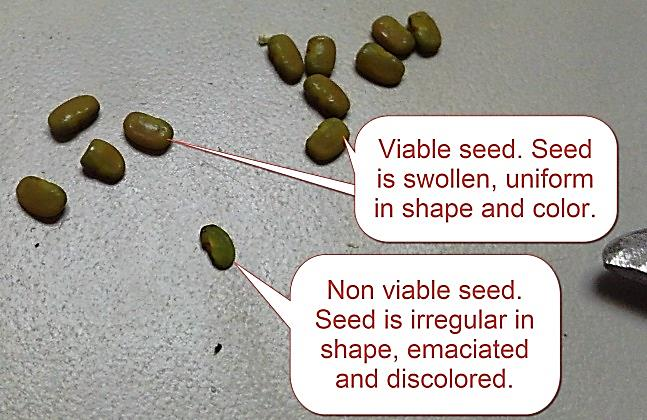 Viable seed. Seed
is swollen, uniform
in shape and color.
Non viable seed.
Seed is irregular in
shape, emaciated
and discolored.